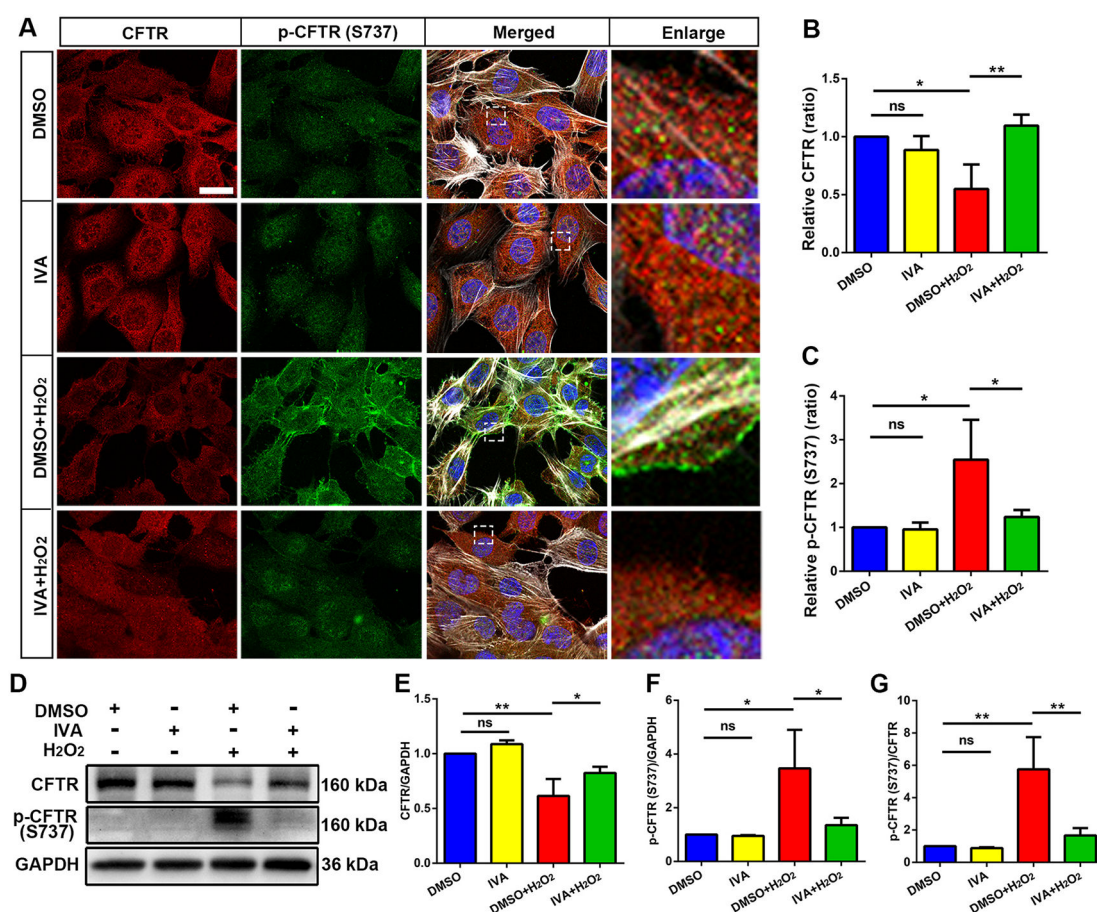 A
CFTR p-CFTR (S737) Merged Enlarge
DMSO
IVA
DMSO+H₂O₂
IVA+H₂O₂
B
Relative CFTR (ratio)
1.5
1.0
0.5
0.0
ns
*
**
DMSO IVA DMSO+H₂O₂ IVA+H₂O₂
C
Relative p-CFTR (S737) (ratio)
4
3
2
1
0
ns
*
*
DMSO IVA DMSO+H₂O₂ IVA+H₂O₂
D
DMSO + - + -
IVA - + - +
H₂O₂ - - + +
CFTR 160 kDa
p-CFTR
(S737) 160 kDa
GAPDH 36 kDa
E
CFTR/GAPDH
1.5
1.0
0.5
0.0
**
ns
*
DMSO IVA DMSO+H₂O₂ IVA+H₂O₂
F
p-CFTR (S737)/GAPDH
6
4
2
0
*
ns
*
DMSO IVA DMSO+H₂O₂ IVA+H₂O₂
G
p-CFTR (S737)/CFTR
10
8
6
4
2
0
**
ns
**
DMSO IVA DMSO+H₂O₂ IVA+H₂O₂